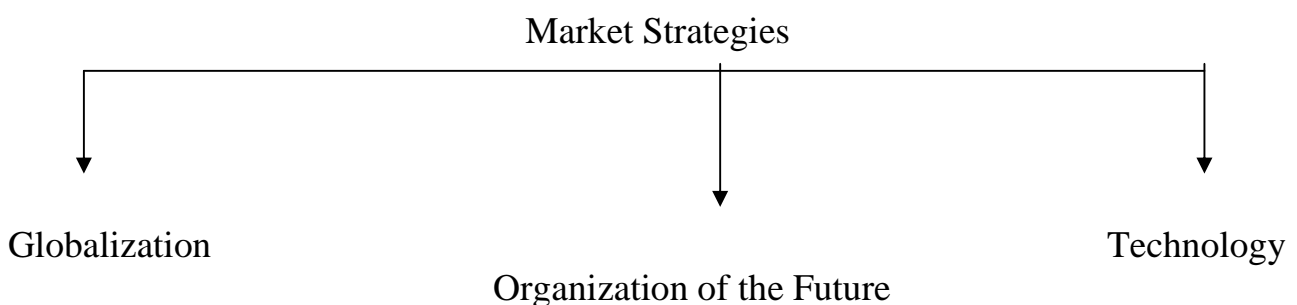 Market Strategies
Globalization
Technology
Organization of the Future